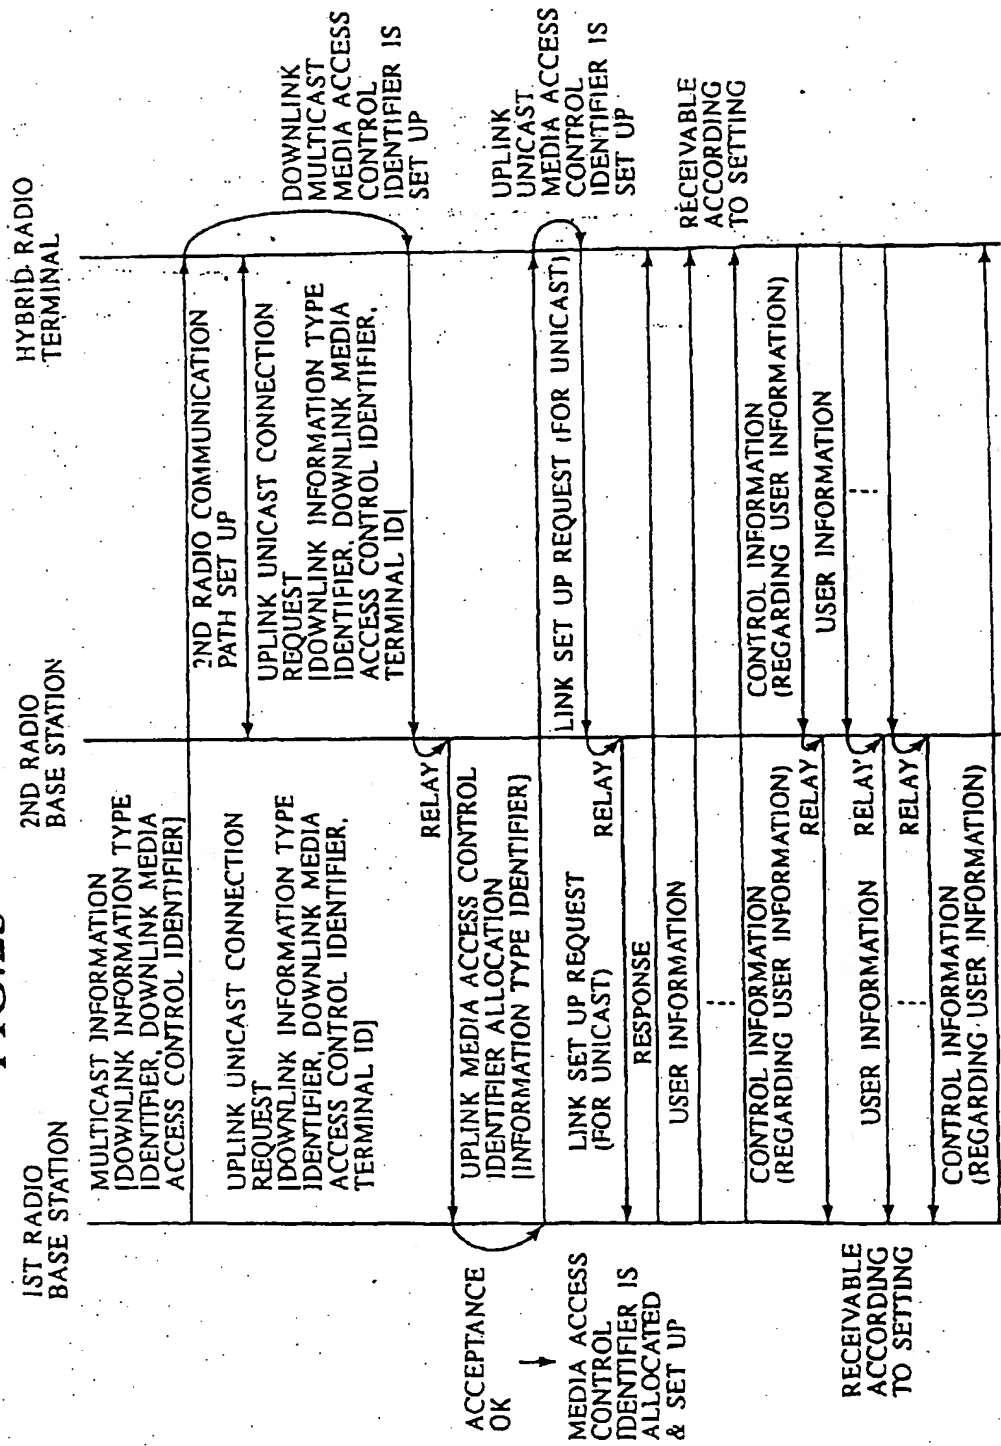 1ST RADIO
BASE STATION
2ND RADIO
BASE STATION
HYBRID RADIO
TERMINAL
MULTICAST INFORMATION
[DOWNLINK INFORMATION TYPE
IDENTIFIER, DOWNLINK MEDIA
ACCESS CONTROL IDENTIFIER]
2ND RADIO COMMUNICATION
PATH SET UP
UPLINK UNICAST CONNECTION
REQUEST
[DOWNLINK INFORMATION TYPE
IDENTIFIER, DOWNLINK MEDIA
ACCESS CONTROL IDENTIFIER,
TERMINAL ID]
UPLINK UNICAST CONNECTION
REQUEST
[DOWNLINK INFORMATION TYPE
IDENTIFIER, DOWNLINK MEDIA
ACCESS CONTROL IDENTIFIER,
TERMINAL ID]
DOWNLINK
MULTICAST
MEDIA ACCESS
CONTROL
IDENTIFIER IS
SET UP
RELAY
ACCEPTANCE
OK
MEDIA ACCESS
CONTROL
IDENTIFIER IS
ALLOCATED
& SET UP
UPLINK MEDIA ACCESS CONTROL
IDENTIFIER ALLOCATION
[INFORMATION TYPE IDENTIFIER]
UPLINK
UNICAST
MEDIA ACCESS
CONTROL
IDENTIFIER IS
SET UP
LINK SET UP REQUEST (FOR UNICAST)
LINK SET UP REQUEST
(FOR UNICAST)
RELAY
RESPONSE
USER INFORMATION
RECEIVABLE
ACCORDING
TO SETTING
CONTROL INFORMATION
(REGARDING USER INFORMATION)
CONTROL INFORMATION
(REGARDING USER INFORMATION)
RELAY
USER INFORMATION
RELAY
USER INFORMATION
RELAY
RECEIVABLE
ACCORDING
TO SETTING
CONTROL INFORMATION
(REGARDING USER INFORMATION)